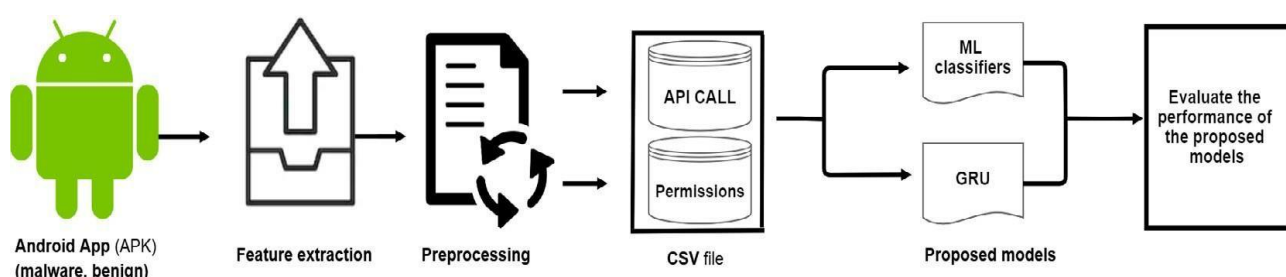 Android App (APK)
(malware, benign)
Feature extraction
Preprocessing
API CALL
Permissions
CSV file
ML
classifiers
GRU
Proposed models
Evaluate the
performance of
the proposed
models